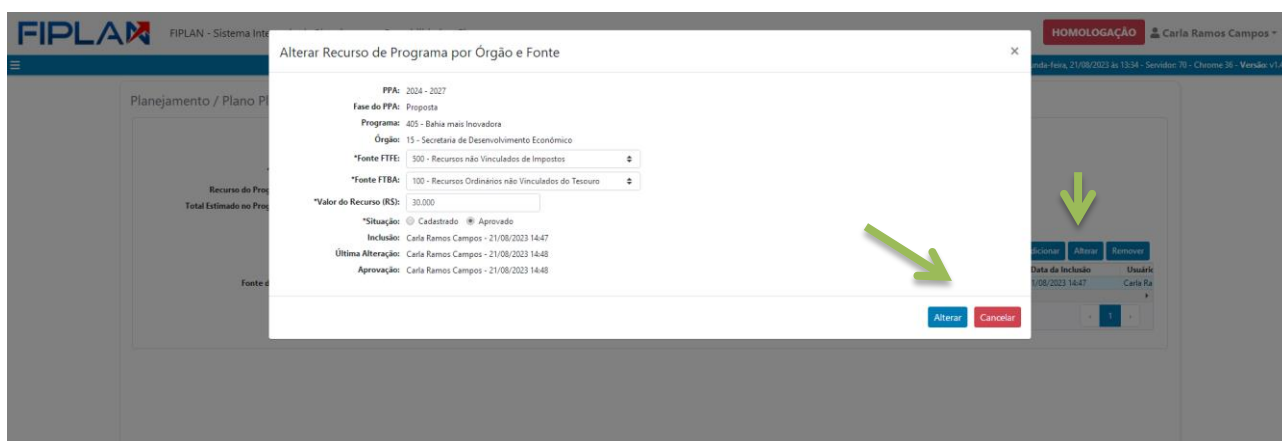 FIPLAN
FIPLAN - Sistema Inte
HOMOLOGAÇÃO
Carla Ramos Campos
nda-feira, 21/08/2023 às 13:34 - Servidor: 70 - Chrome 36 - Versão: v1.
Planejamento / Plano Pl
Recurso do Prog
Total Estimado no Prog
Fonte d
Alterar Recurso de Programa por Órgão e Fonte ×
PPA: 2024 - 2027
Fase do PPA: Proposta
Programa: 405 - Bahia mais Inovadora
Órgão: 15 - Secretaria de Desenvolvimento Econômico
*Fonte FTFE: 500 - Recursos não Vinculados de Impostos
*Fonte FTBA: 100 - Recursos Ordinários não Vinculados do Tesouro
*Valor do Recurso (R$): 30.000
*Situação: Cadastrado Aprovado
Inclusão: Carla Ramos Campos - 21/08/2023 14:47
Última Alteração: Carla Ramos Campos - 21/08/2023 14:48
Aprovação: Carla Ramos Campos - 21/08/2023 14:48
Alterar Cancelar
dicionar Alterar Remover
Data da Inclusão Usuário
1/08/2023 14:47 Carla Ra
1